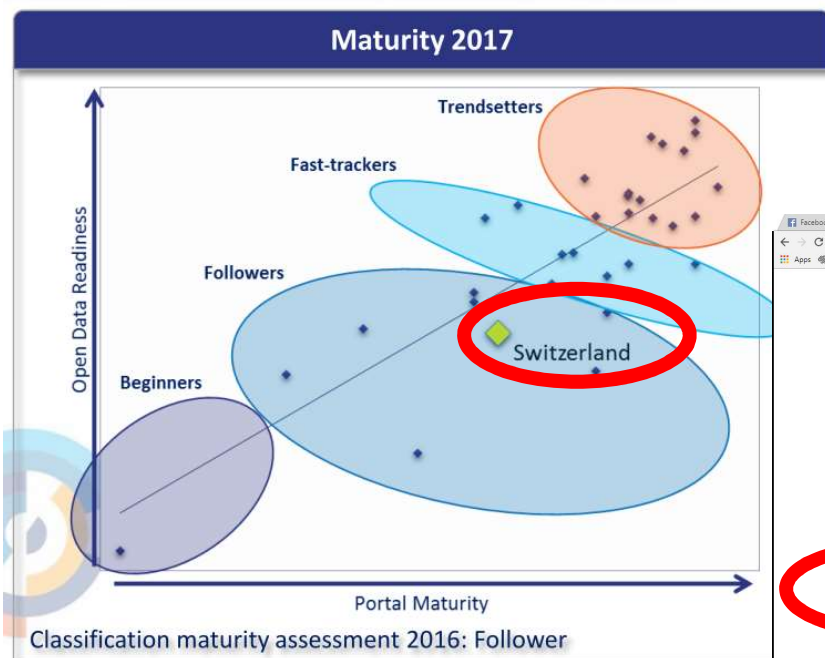 Maturity 2017
Trendsetters
Fast-trackers
Followers
Beginners
Switzerland
Open Data Readiness
Portal Maturity
Classification maturity assessment 2016: Follower
Apps